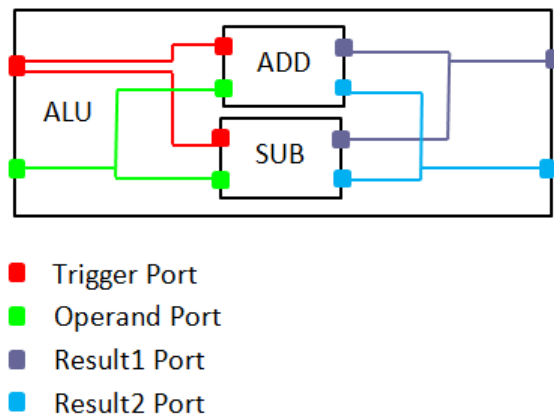 ADD
ALU
SUB
Trigger Port
Operand Port
Result1 Port
Result2 Port